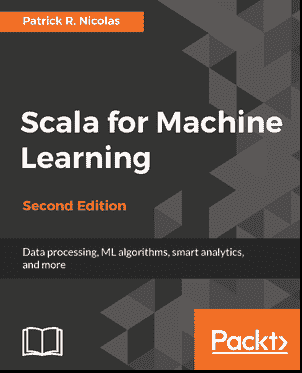 Patrick R. Nicolas
Scala for Machine
Learning
Second Edition
Data processing, ML algorithms, smart analytics,
and more
Packt>